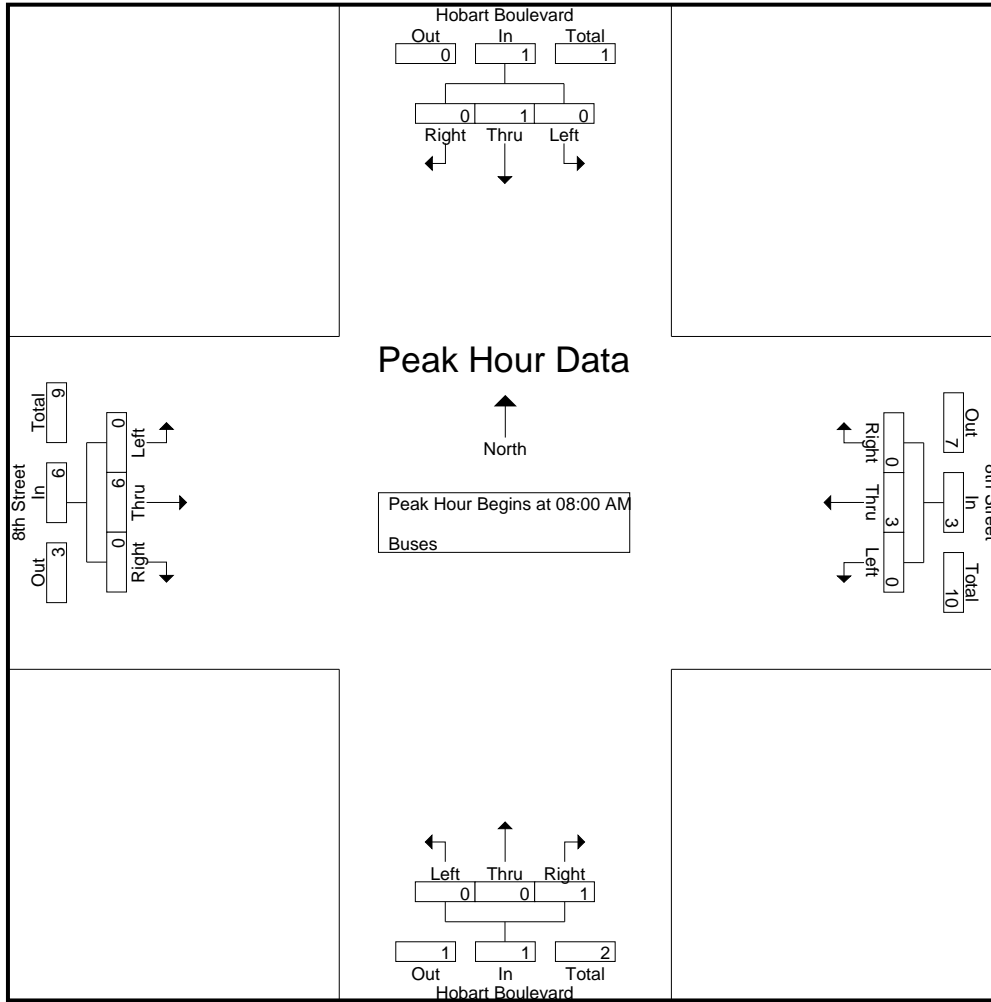 Hobart Boulevard
Out In Total
0 1 1
0 1 0
Right Thru Left
Peak Hour Data
North
Peak Hour Begins at 08:00 AM
Buses
8th Street
Total In Out
9 6 3
0 6 0
Left Thru Right
Right Thru Left
0 3 0
7 3 10
Out In Total
8th Street
Left Thru Right
0 0 1
1 1 2
Out In Total
Hobart Boulevard